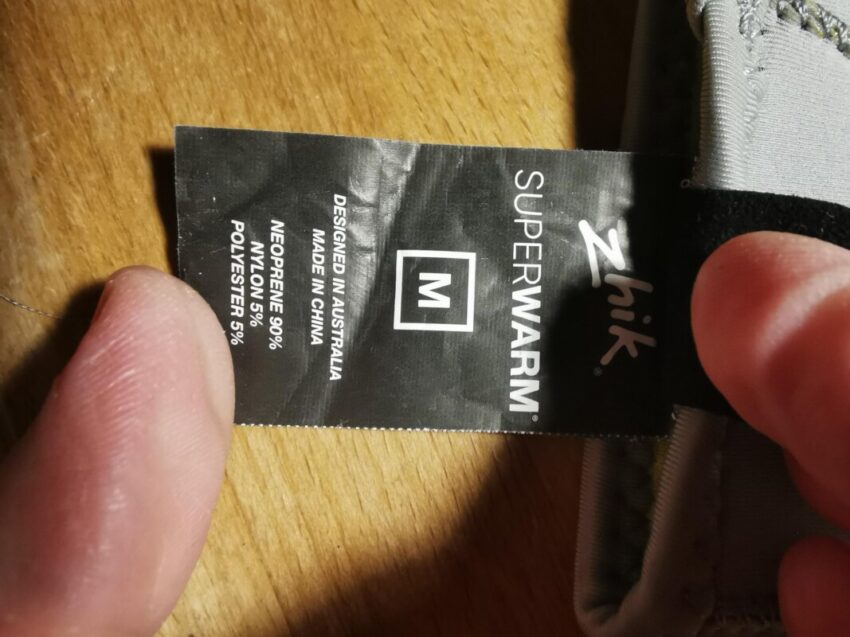 Zhik®
SUPERWARM®
M
DESIGNED IN AUSTRALIA
MADE IN CHINA
NEOPRENE 90%
NYLON 5%
POLYESTER 5%